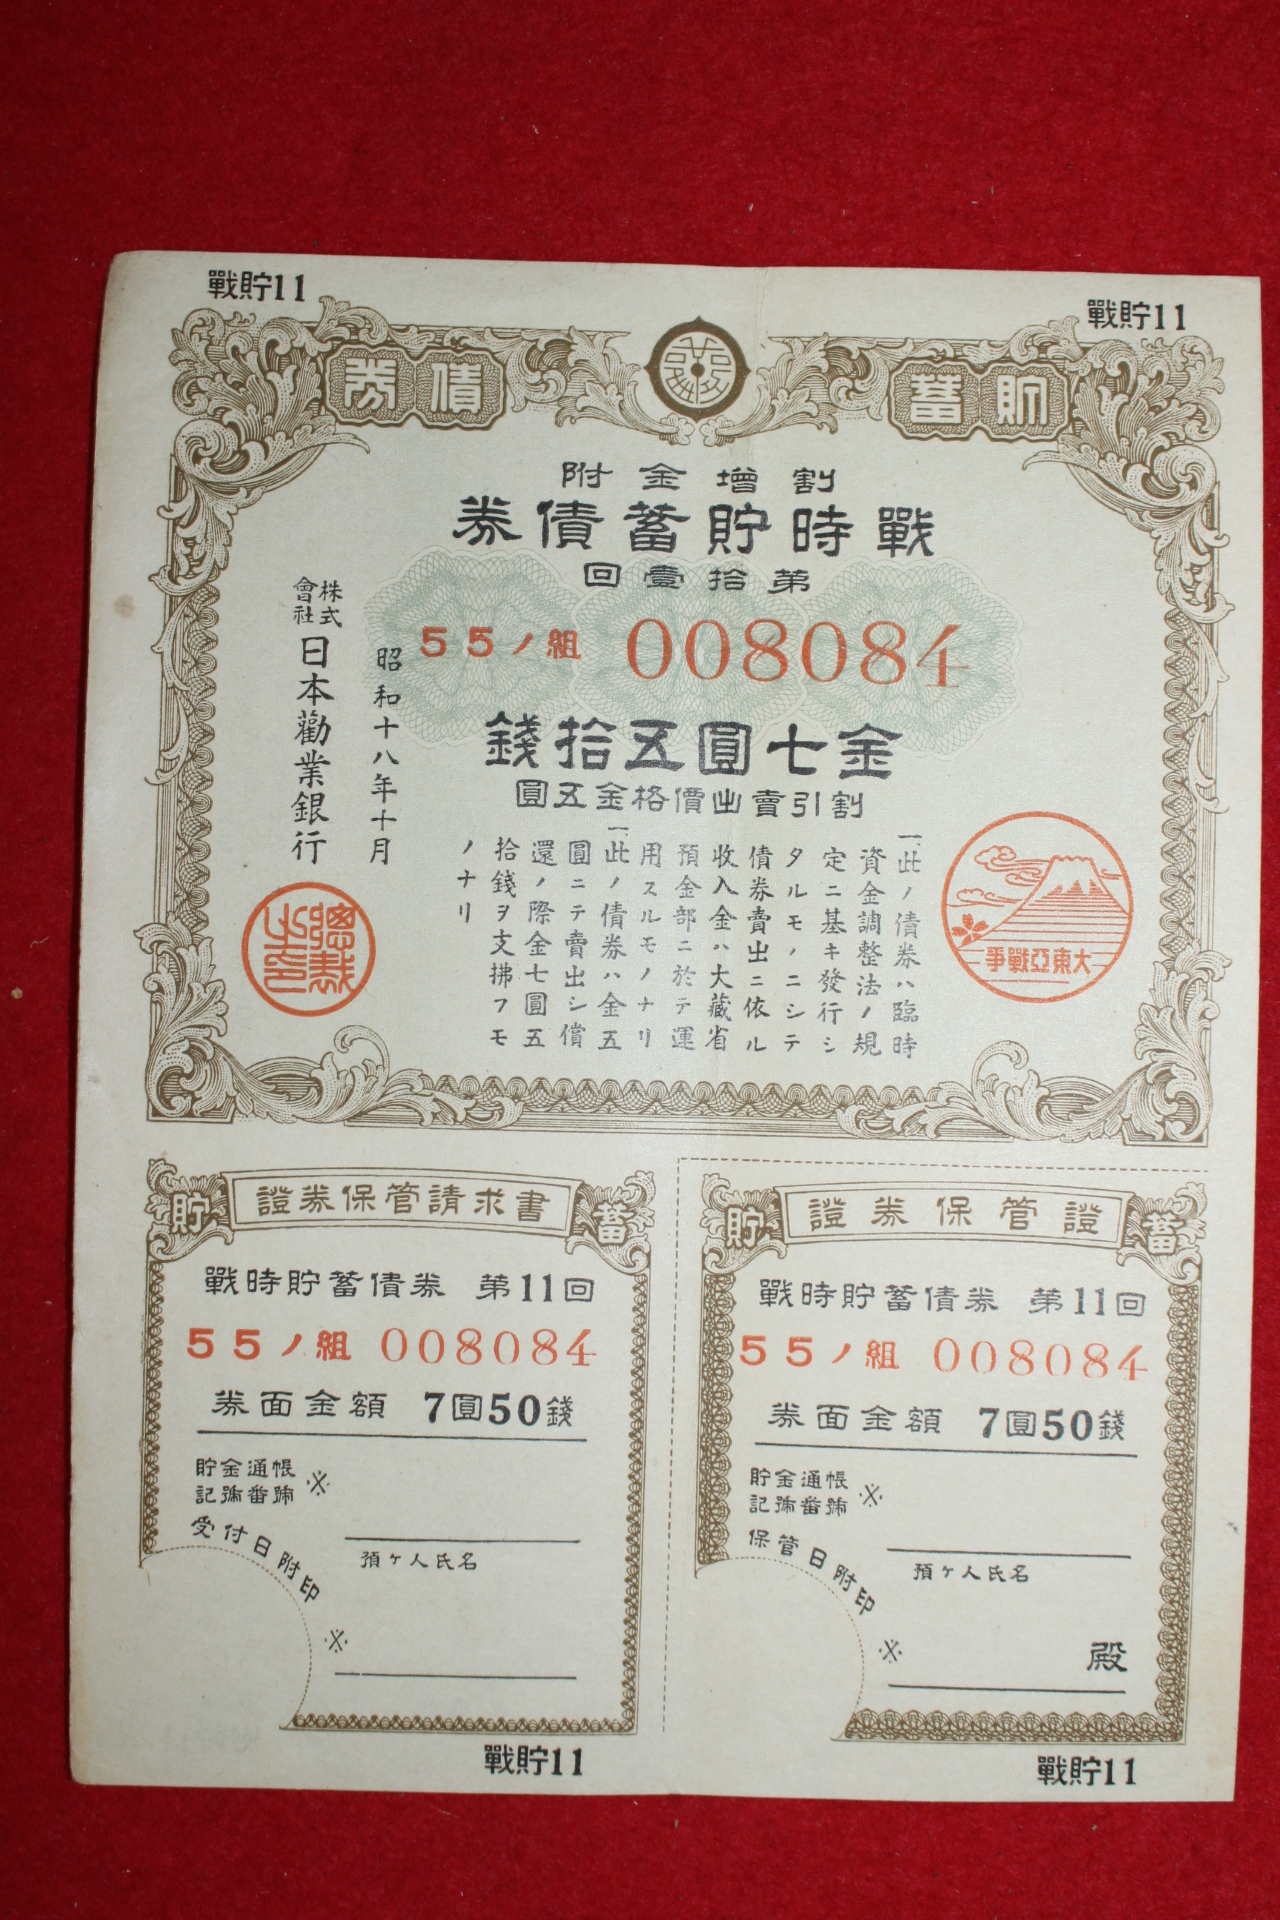 戰貯11
戰貯11
貯蓄
債券
割增金附
戰時貯蓄債券
第拾壹回
55ノ組 008084
金七圓五拾錢
割引賣出價格金五圓
大東亞戰爭
一、此ノ債券ハ臨時
資金調整法ノ規
定ニ基キ發行シ
タルモノニシテ
債券賣出ニ依ル
收入金ハ大藏省
預金部ニ於テ運
用スルモノナリ
一、此ノ債券ハ金五
圓ニテ賣出シ償
還ノ際金七圓五
拾錢ヲ支拂フモ
ノナリ
昭和十八年十月
株式會社日本勸業銀行
總裁之印
貯蓄
證券保管請求書
戰時貯蓄債券 第11回
55ノ組 008084
券面金額 7圓50錢
貯金通帳
記號番號
※
受付日附印
預ケ人氏名
※
戰貯11
貯蓄
證券保管證
戰時貯蓄債券 第11回
55ノ組 008084
券面金額 7圓50錢
貯金通帳
記號番號
※
保管日附印
預ケ人氏名
※
殿
戰貯11